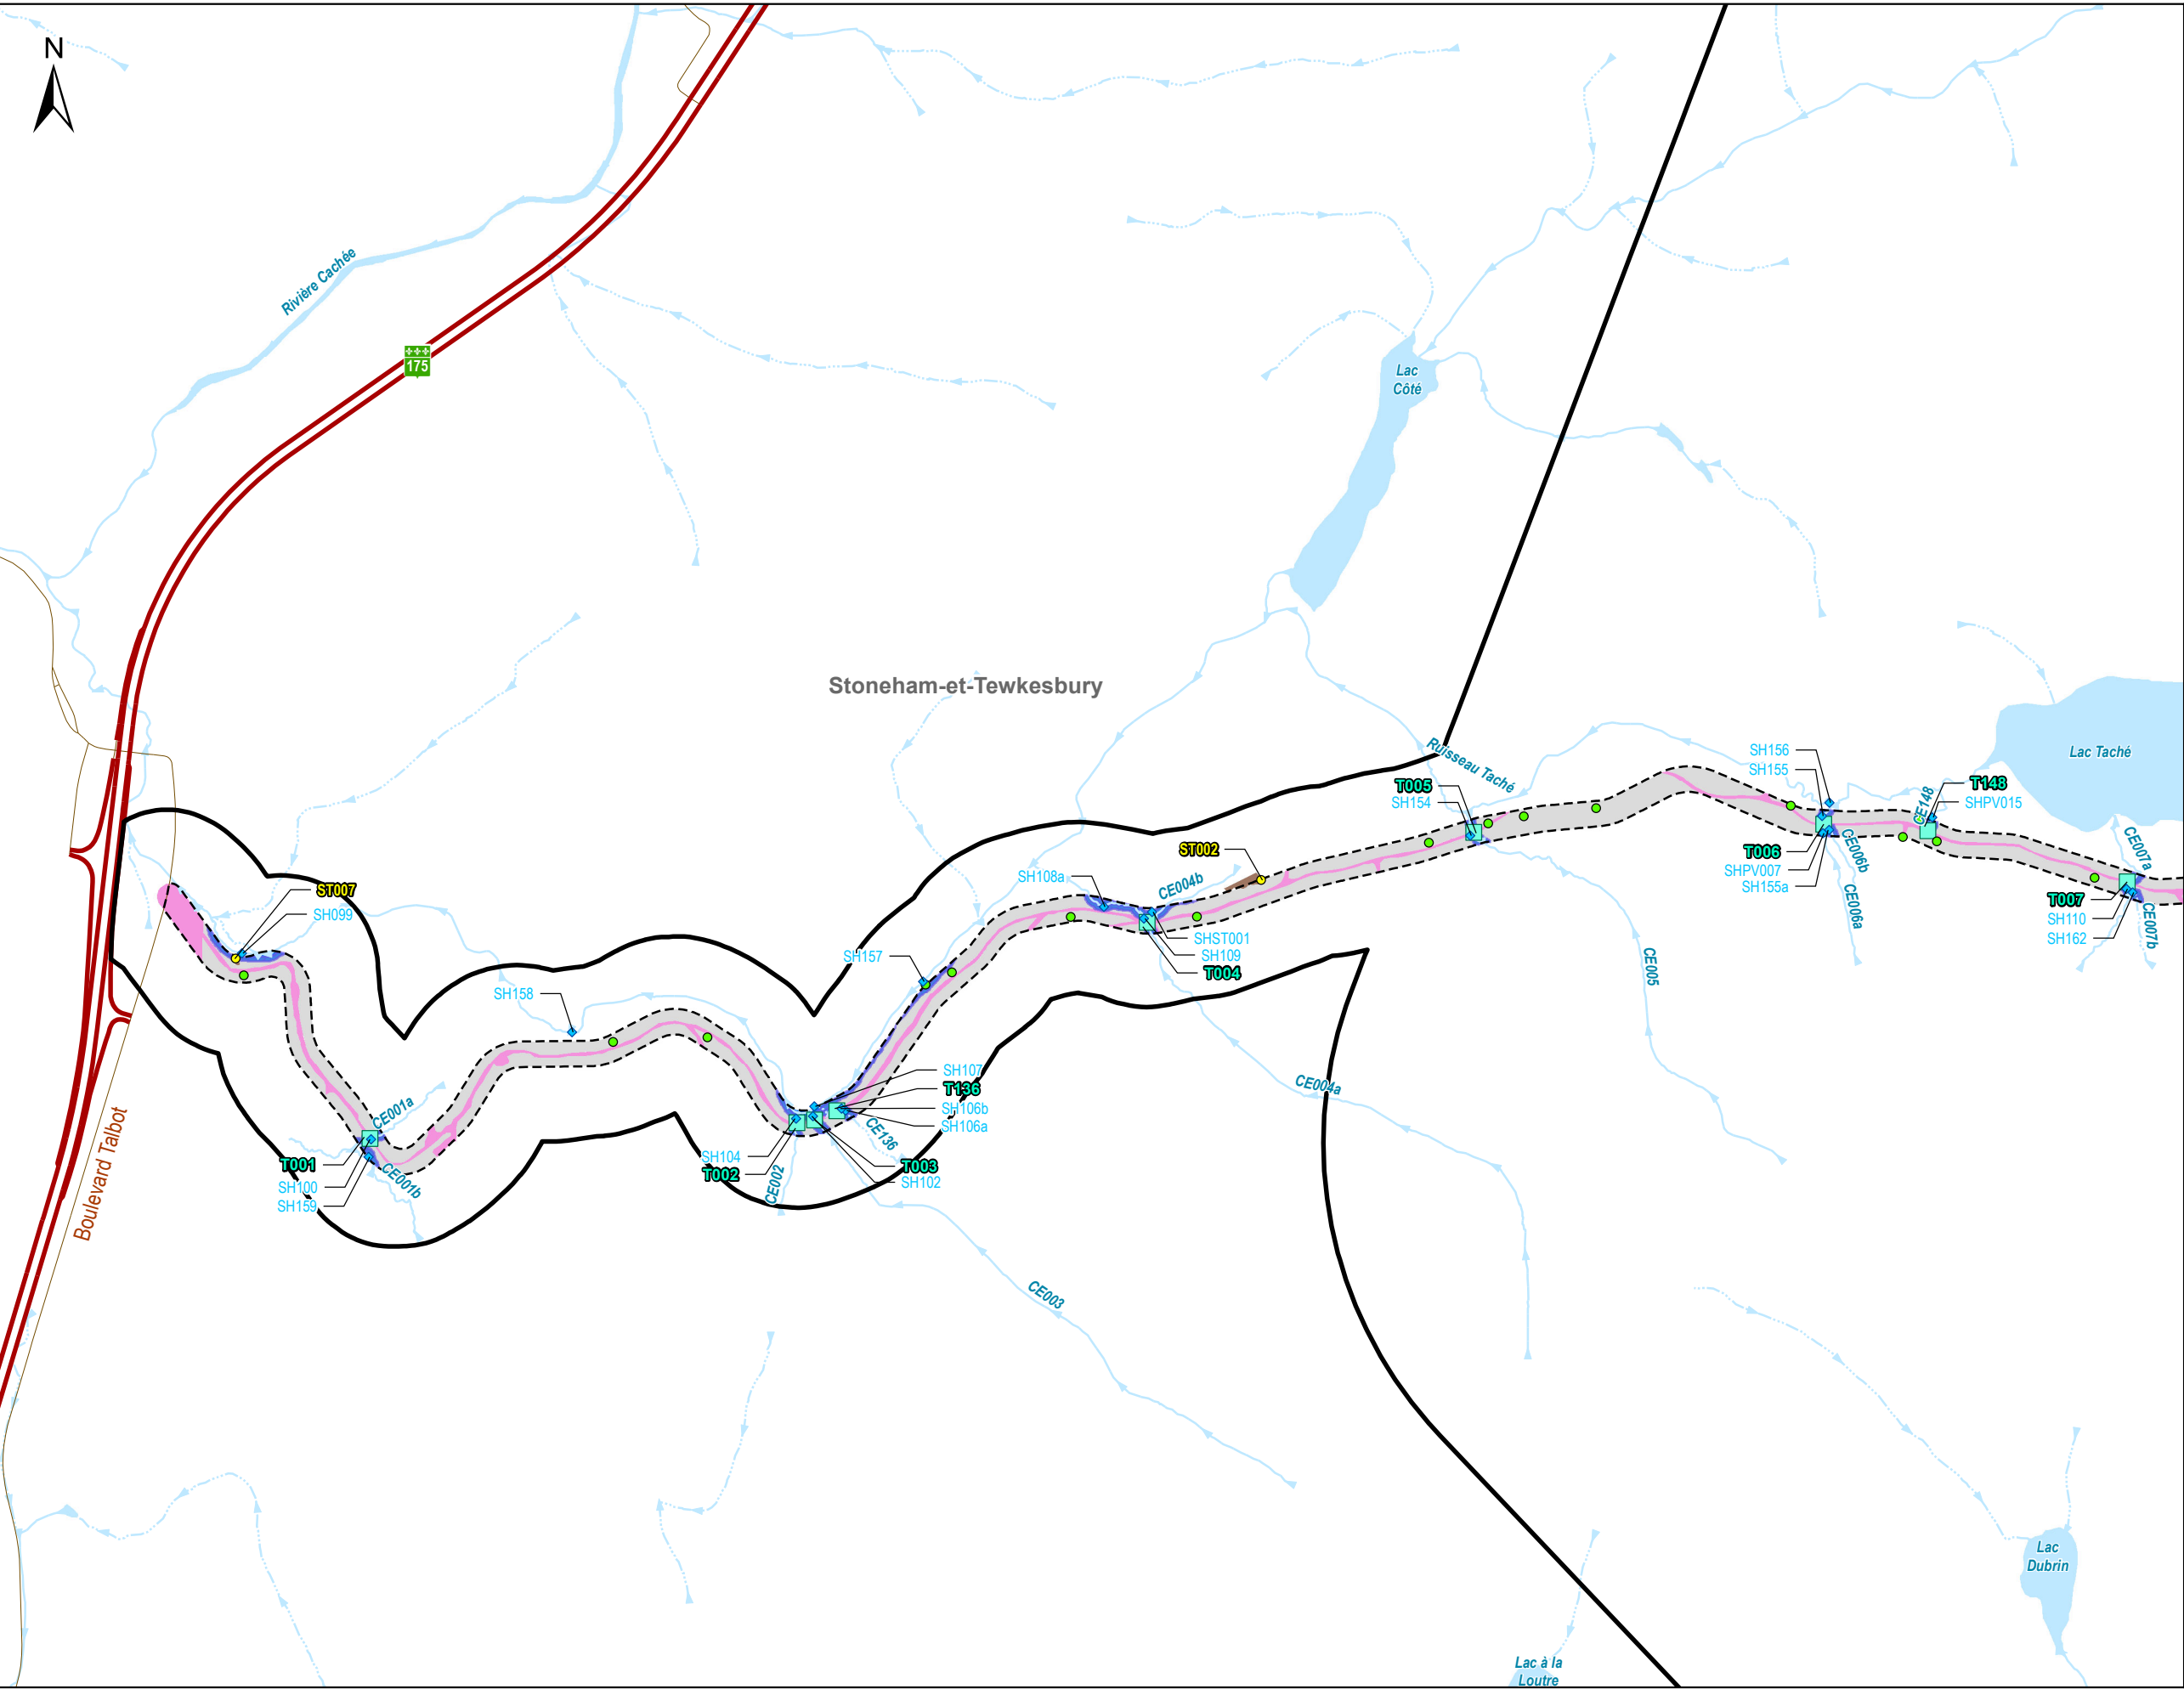 N
Rivière Cachée
175
Lac
Côté
Stoneham-et-Tewkesbury
Ruisseau Taché
Lac Taché
SH156
SH155
T005
SH154
T148
SHPV015
CE148
T006
SHPV007
SH155a
CE006b
CE006a
CE007a
T007
SH110
SH162
CE007b
ST002
SH108a
CE004b
SHST001
SH109
T004
ST007
SH099
SH157
SH158
CE005
CE004a
SH107
T136
SH106b
SH106a
CE136
CE001a
T001
SH100
SH159
CE001b
SH104
T002
CE002
T003
SH102
Boulevard Talbot
CE003
Lac
Dubrin
Lac à la
Loutre